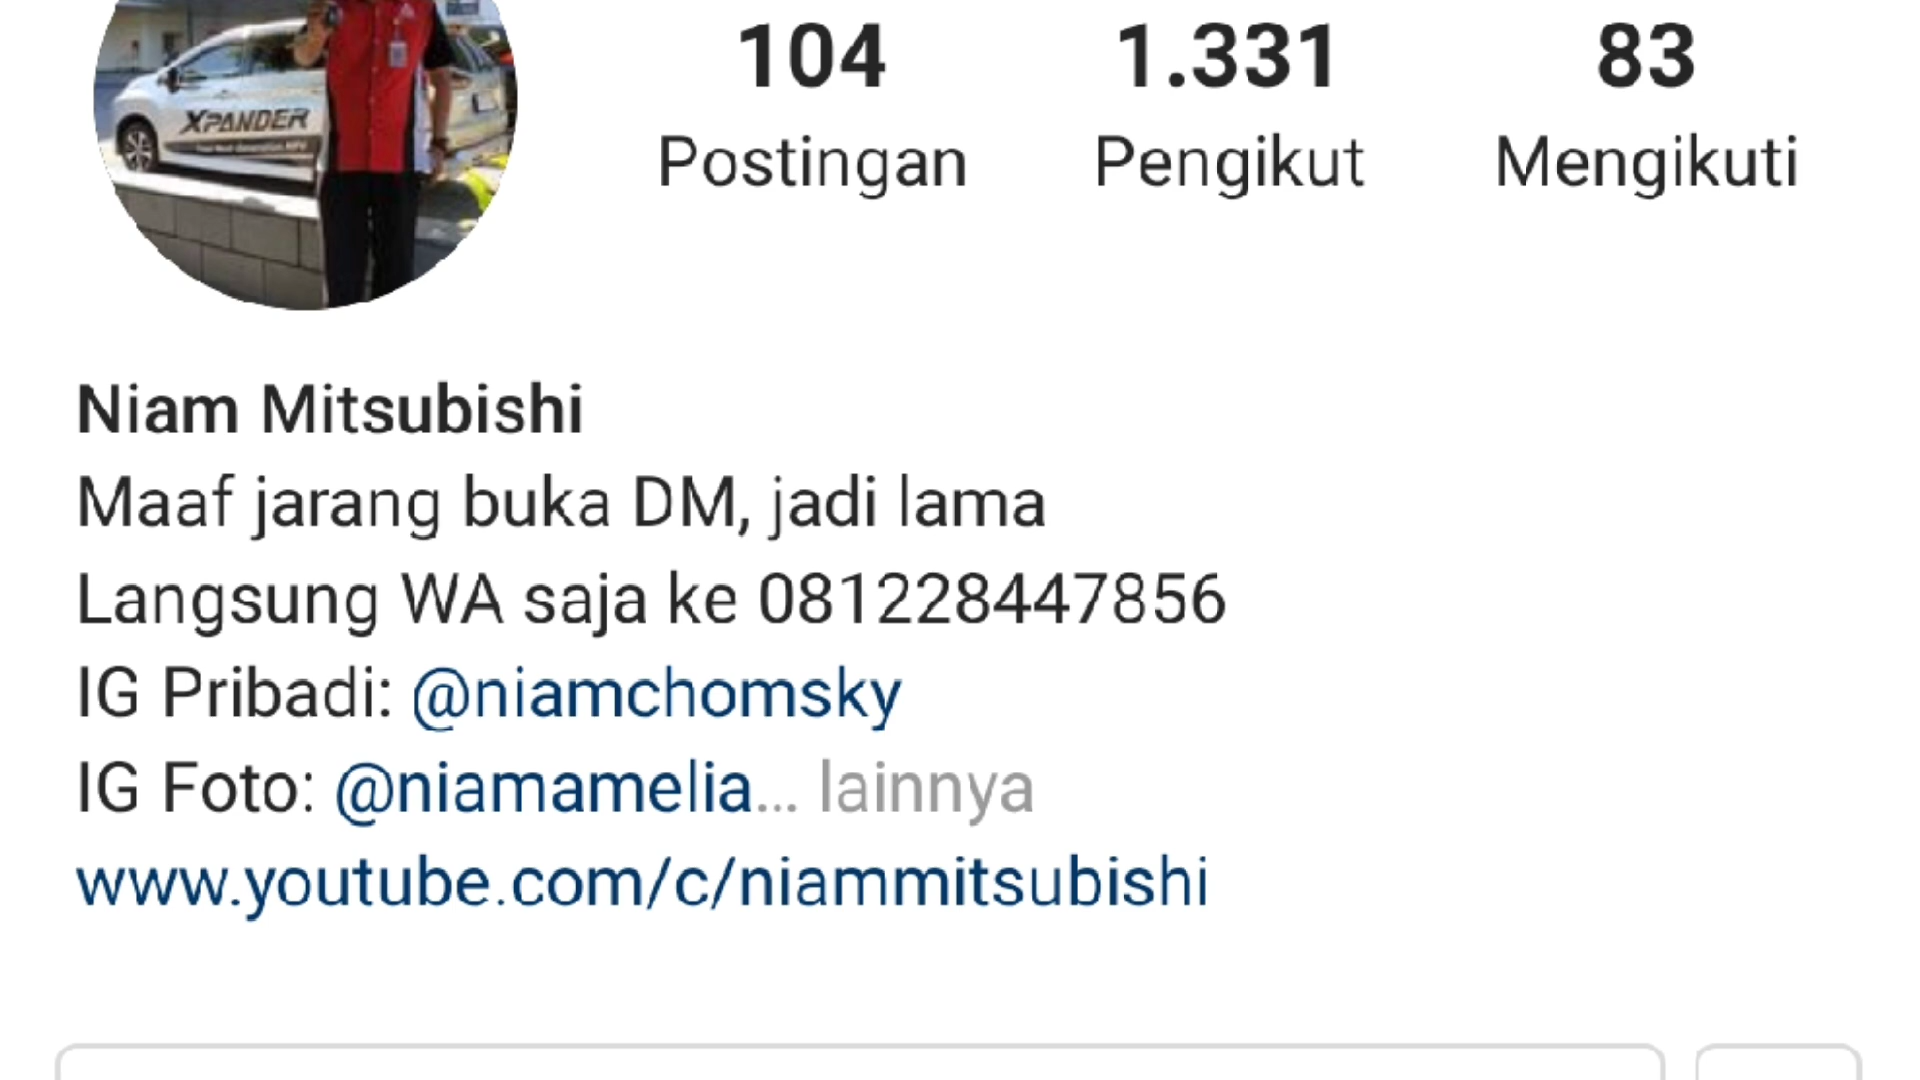 104 1.331 83
Postingan Pengikut Mengikuti
XPANDER
Niam Mitsubishi
Maaf jarang buka DM, jadi lama
Langsung WA saja ke 081228447856
IG Pribadi: @niamchomsky
IG Foto: @niamamelia... lainnya
www.youtube.com/c/niammitsubishi